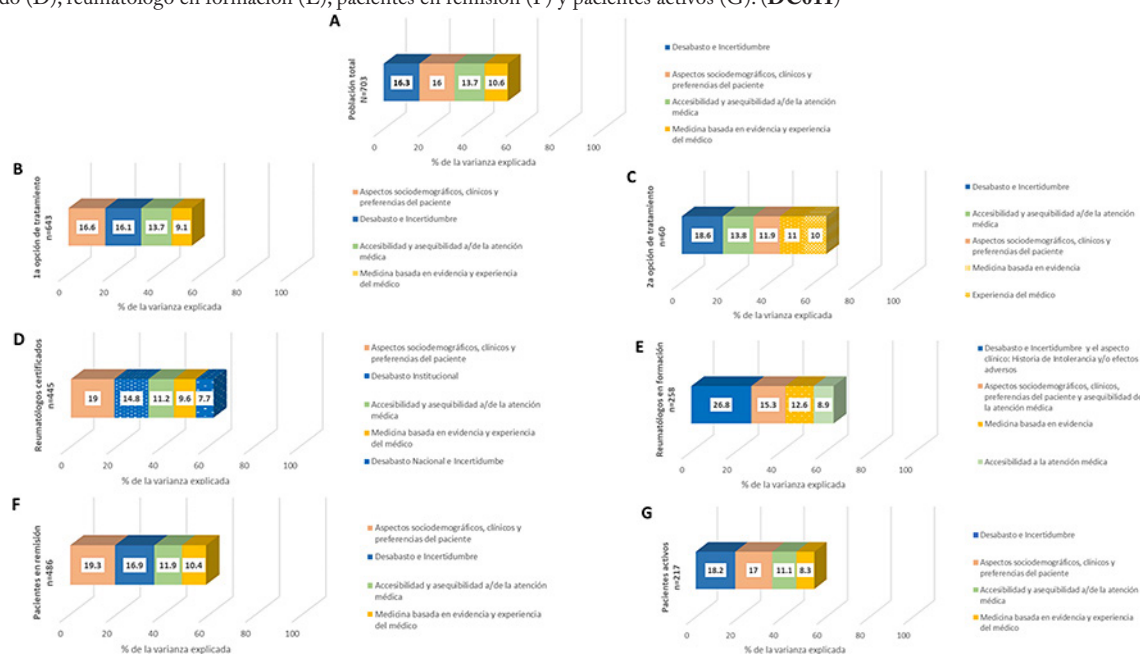 do (D), reumatólogo en formación (E), pacientes en remisión (F) y pacientes activos (G). (DC011)
A
Población total
N=703
16.3 16 13.7 10.6
0 20 40 60 80 100
% de la varianza explicada
Desabasto e Incertidumbre
Aspectos sociodemográficos, clínicos y
preferencias del paciente
Accesibilidad y asequibilidad a/de la atención
médica
Medicina basada en evidencia y experiencia
del médico
B
1a opción de tratamiento
n=643
16.6 16.1 13.7 9.1
0 20 40 60 80 100
% de la varianza explicada
Aspectos sociodemográficos, clínicos y
preferencias del paciente
Desabasto e Incertidumbre
Accesibilidad y asequibilidad a/de la atención
médica
Medicina basada en evidencia y experiencia
del médico
C
2a opción de tratamiento
n=60
18.6 13.8 11.9 11 10
0 20 40 60 80 100
% de la vrianza explicada
Desabasto e Incertidumbre
Accesibilidad y asequibilidad a/de la atención
médica
Aspectos sociodemográficos, clínicos y
preferencias del paciente
Medicina basada en evidencia
Experiencia del médico
D
Reumatólogos certificados
n=445
19 14.8 11.2 9.6 7.7
0 20 40 60 80 100
% de la varianza explicada
Aspectos sociodemográficos, clínicos y
preferencias del paciente
Desabasto Institucional
Accesibilidad y asequibilidad a/de la atención
médica
Medicina basada en evidencia y experiencia
del médico
Desabasto Nacional e Incertidumbe
E
Reumatólogos en formación
n=258
26.8 15.3 12.6 8.9
0 20 40 60 80 100
% de la varianza explicada
Desabasto e Incertidumbre y el aspecto
clínico: Historia de Intolerancia y/o efectos
adversos
Aspectos sociodemográficos, clínicos,
preferencias del paciente y asequibilidad de
la atención médica
Medicina basada en evidencia
Accesibilidad a la atención médica
F
Pacientes en remisión
n=486
19.3 16.9 11.9 10.4
0 20 40 60 80 100
% de la varianza explicada
Aspectos sociodemográficos, clínicos y
preferencias del paciente
Desabasto e Incertidumbre
Accesibilidad y asequibilidad a/de la atención
médica
Medicina basada en evidencia y experiencia
del médico
G
Pacientes activos
n=217
18.2 17 11.1 8.3
0 20 40 60 80 100
% de la varianza explicada
Desabasto e Incertidumbre
Aspectos sociodemográficos, clínicos y
preferencias del paciente
Accesibilidad y asequibilidad a/de la atención
médica
Medicina basada en evidencia y experiencia
del médico